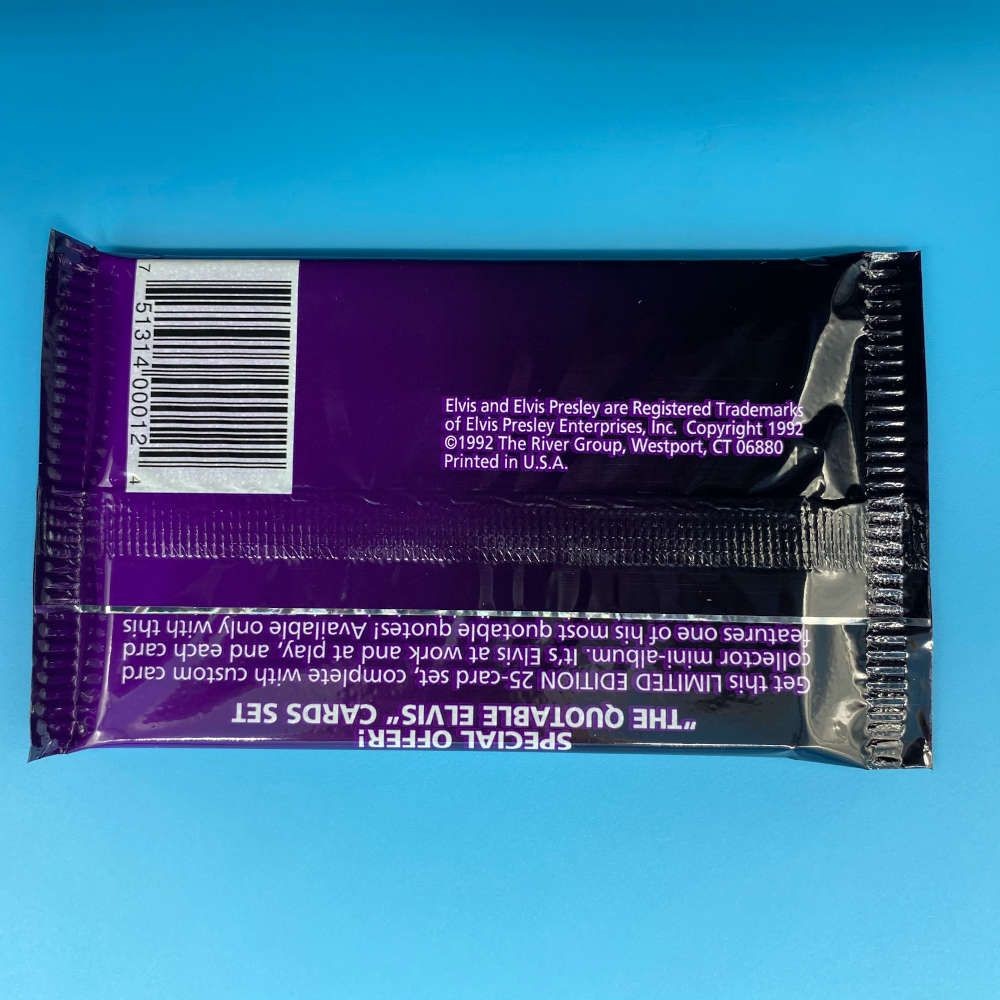 7 51314 00012 4
Elvis and Elvis Presley are Registered Trademarks
of Elvis Presley Enterprises, Inc. Copyright 1992
©1992 The River Group, Westport, CT 06880
Printed in U.S.A.
SPECIAL OFFER!
"THE QUOTABLE ELVIS" CARDS SET
Get this LIMITED EDITION 25-card set, complete with custom card
collector mini-album. It's Elvis at work and at play, and each card
features one of his most quotable quotes! Available only with this